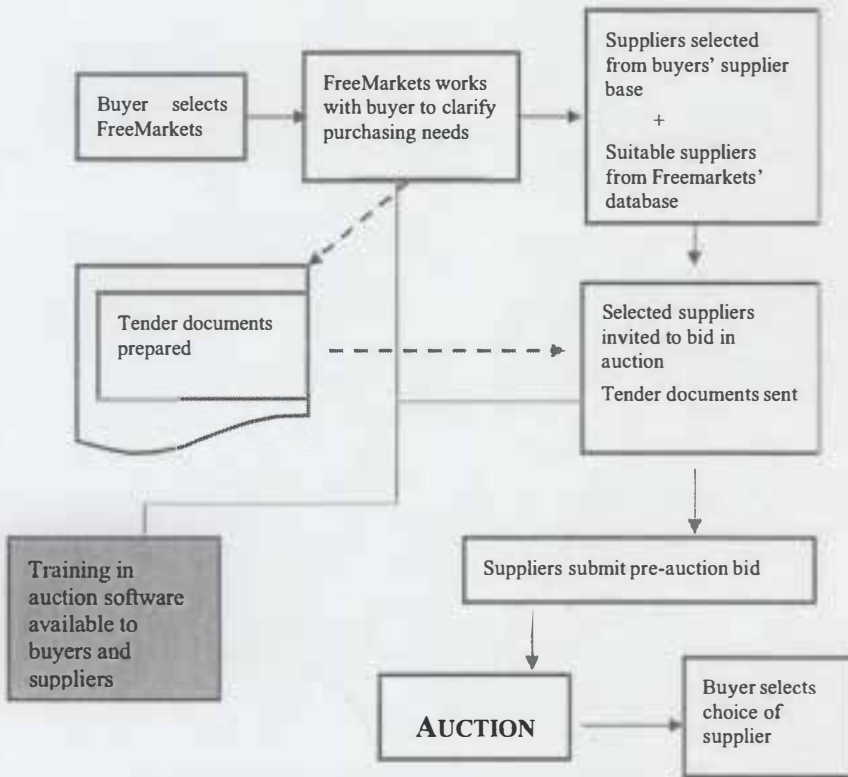 Buyer selects
FreeMarkets
FreeMarkets works
with buyer to clarify
purchasing needs
Suppliers selected
from buyers' supplier
base
+
Suitable suppliers
from Freemarkets'
database
Tender documents
prepared
Selected suppliers
invited to bid in
auction
Tender documents sent
Training in
auction software
available to
buyers and
suppliers
Suppliers submit pre-auction bid
AUCTION
Buyer selects
choice of
supplier